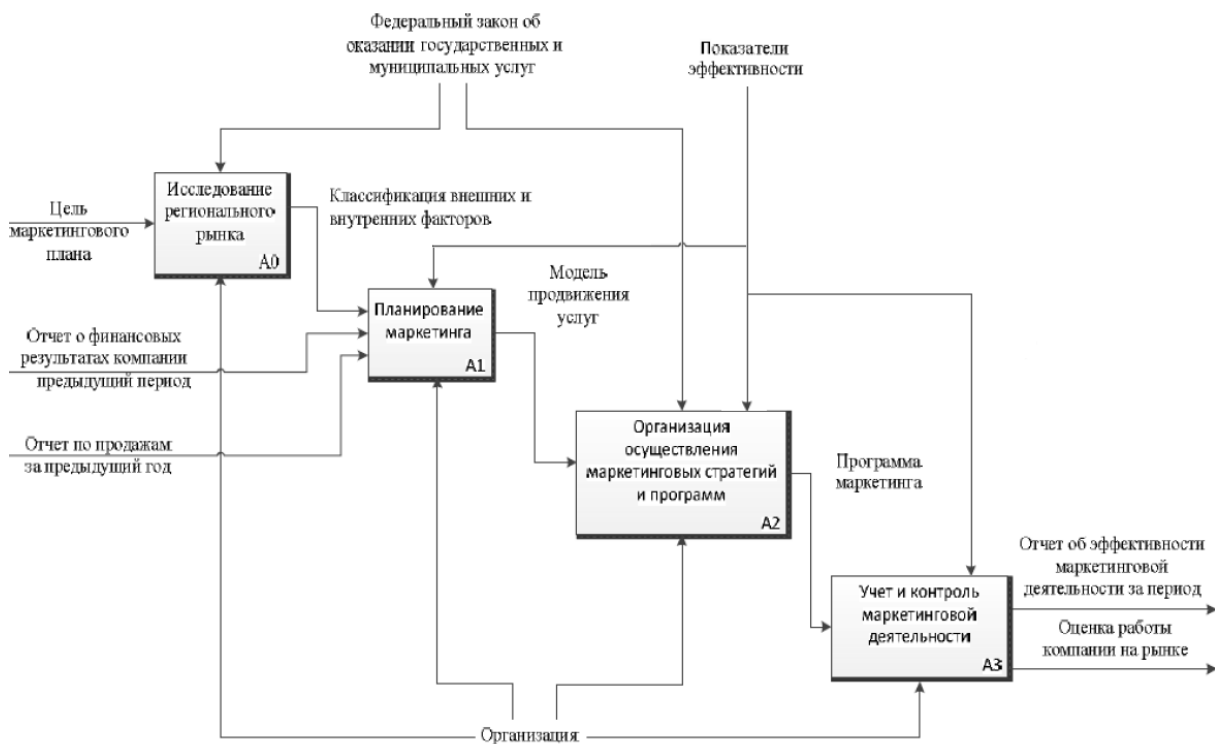 Федеральный закон об
оказании государственных и
муниципальных услуг
Показатели
эффективности
Исследование
регионального
рынка
A0
Классификация внешних и
внутренних факторов
Цель
маркетингового
плана
Модель
продвижения
услуг
Планирование
маркетинга
A1
Отчет о финансовых
результатах компании
предыдущий период
Отчет по продажам
за предыдущий год
Организация
осуществления
маркетинговых стратегий
и программ
A2
Программа
маркетинга
Отчет об эффективности
маркетинговой
деятельности за период
Учет и контроль
маркетинговой
деятельности
A3
Оценка работы
компании на рынке
Организация